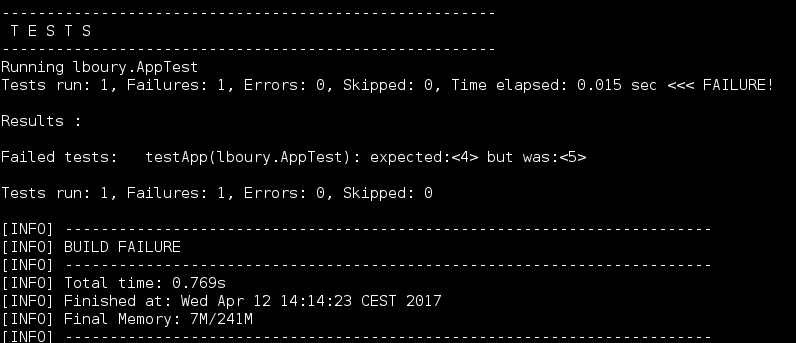 -------------------------------------------------------
 T E S T S
-------------------------------------------------------
Running lboury.AppTest
Tests run: 1, Failures: 1, Errors: 0, Skipped: 0, Time elapsed: 0.015 sec <<< FAILURE!

Results :

Failed tests:   testApp(lboury.AppTest): expected:<4> but was:<5>

Tests run: 1, Failures: 1, Errors: 0, Skipped: 0

[INFO] ------------------------------------------------------------------------
[INFO] BUILD FAILURE
[INFO] ------------------------------------------------------------------------
[INFO] Total time: 0.769s
[INFO] Finished at: Wed Apr 12 14:14:23 CEST 2017
[INFO] Final Memory: 7M/241M
[INFO] ------------------------------------------------------------------------